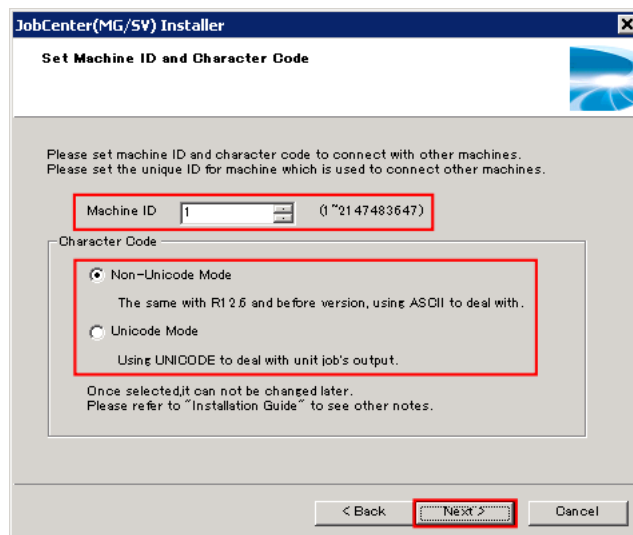 JobCenter(MG/SV) Installer
Set Machine ID and Character Code
Please set machine ID and character code to connect with other machines.
Please set the unique ID for machine which is used to connect other machines.
Machine ID 1 (1~2147483647)
Character Code
Non-Unicode Mode
The same with R12.6 and before version, using ASCII to deal with.
Unicode Mode
Using UNICODE to deal with unit job's output.
Once selected,it can not be changed later.
Please refer to "Installation Guide" to see other notes.
< Back Next > Cancel